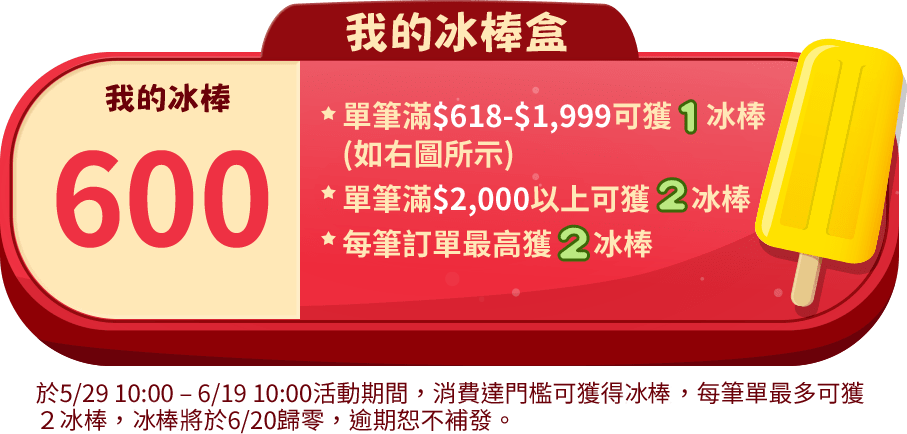 我的冰棒盒
我的冰棒
600
★ 單筆滿$618-$1,999可獲 1 冰棒
(如右圖所示)
★ 單筆滿$2,000以上可獲 2 冰棒
★ 每筆訂單最高獲 2 冰棒
於5/29 10:00 – 6/19 10:00活動期間，消費達門檻可獲得冰棒，每筆單最多可獲
２冰棒，冰棒將於6/20歸零，逾期恕不補發。